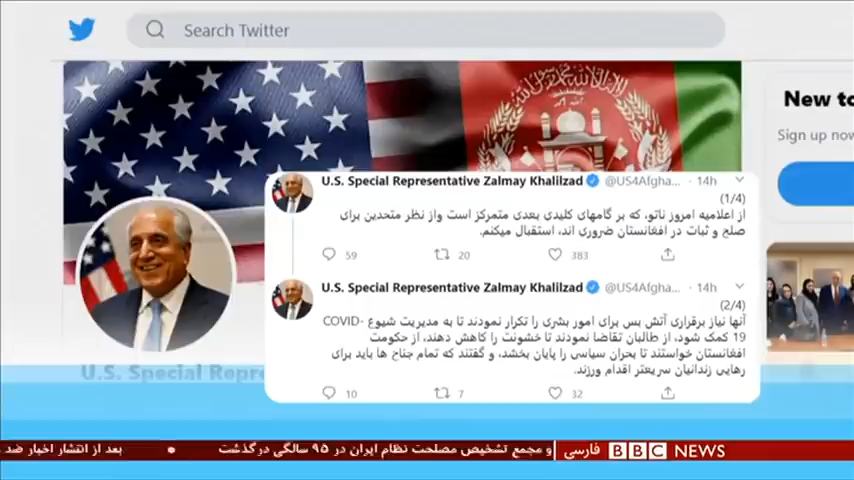 Search Twitter
New to
Sign up now
U.S. Special Representative Zalmay Khalilzad @US4Afgha... · 14h
(1/4)
از اعلامیه امروز ناتو، که بر گامهای کلیدی بعدی متمرکز است واز نظر متحدین برای
صلح و ثبات در افغانستان ضروری اند، استقبال میکنم.
59 20 383
U.S. Special Representative Zalmay Khalilzad @US4Afgha... · 14h
(2/4)
آنها نیاز برقراری آتش بس برای امور بشری را تکرار نمودند تا به مدیریت شیوع COVID-
19 کمک شود، از طالبان تقاضا نمودند تا خشونت را کاهش دهند، از حکومت
افغانستان خواستند تا بحران سیاسی را پایان بخشد، و گفتند که تمام جناح ها باید برای
رهایی زندانیان سریعتر اقدام ورزند.
10 7 32
U.S. Special Repre
و مجمع تشخیص مصلحت نظام ایران در ۹۵ سالگی درگذشت • بعد از انتشار اخبار ضد
BBC NEWS فارسی